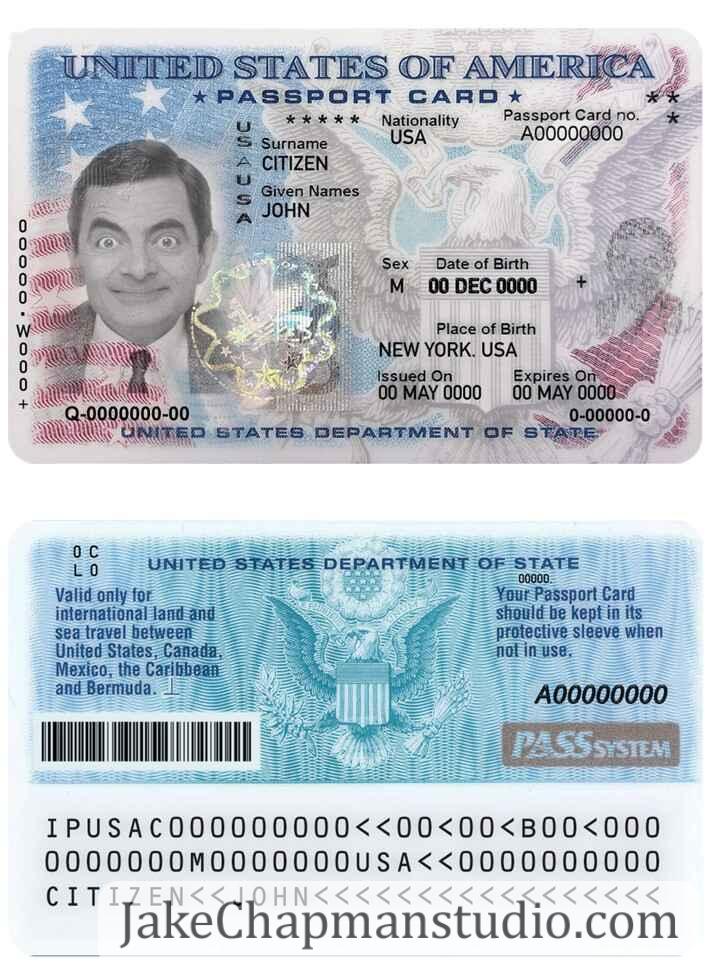 UNITED STATES OF AMERICA
★ PASSPORT CARD ★
* *
*
U S A U S A
* * * * *
Nationality
USA
Passport Card no.
A00000000
Surname
CITIZEN
Given Names
JOHN
00000·W000+
Sex
M
Date of Birth
00 DEC 0000
+
Place of Birth
NEW YORK. USA
Issued On
00 MAY 0000
Expires On
00 MAY 0000
Q-0000000-00
0-00000-0
UNITED STATES DEPARTMENT OF STATE
O C
L O
UNITED STATES DEPARTMENT OF STATE
00000.
Valid only for
international land and
sea travel between
United States, Canada,
Mexico, the Caribbean
and Bermuda.
Your Passport Card
should be kept in its
protective sleeve when
not in use,
A00000000
PASS SYSTEM
IPUSAC000000000<<00<00<B00<000
0000000M0000000USA<<0000000000
CITIZEN<<JOHN<<<<<<<<<<<<<<<<<
JakeChapmanstudio.com